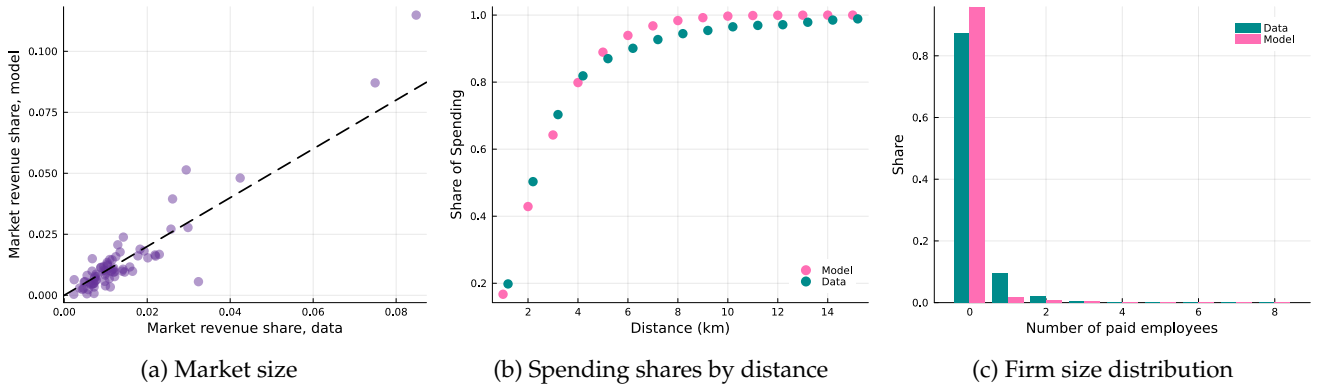 Market revenue share, model
0.100
0.075
0.050
0.025
0.000
0.00
0.02
0.04
0.06
0.08
Market revenue share, data
(a) Market size
Share of Spending
1.0
0.8
0.6
0.4
0.2
2
4
6
8
10
12
14
Distance (km)
Model
Data
(b) Spending shares by distance
Share
0.8
0.6
0.4
0.2
0.0
0
2
4
6
8
Number of paid employees
Data
Model
(c) Firm size distribution